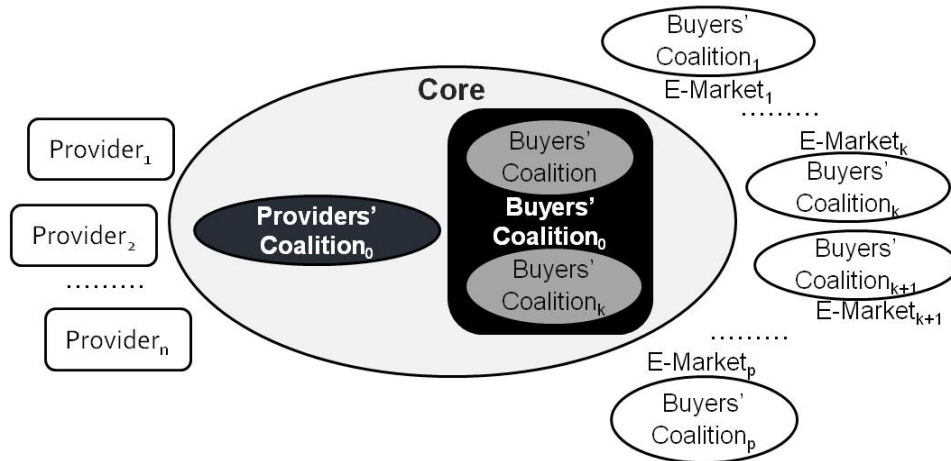 Buyers’
Coalition₁
E-Market₁
.........
Core
Provider₁
Provider₂
.........
Providerₙ
Providers’
Coalition₀
Buyers’
Coalition
Buyers’
Coalition₀
Buyers’
Coalitionₖ
E-Marketₖ
Buyers’
Coalitionₖ
Buyers’
Coalitionₖ₊₁
E-Marketₖ₊₁
.........
E-Marketₚ
Buyers’
Coalitionₚ